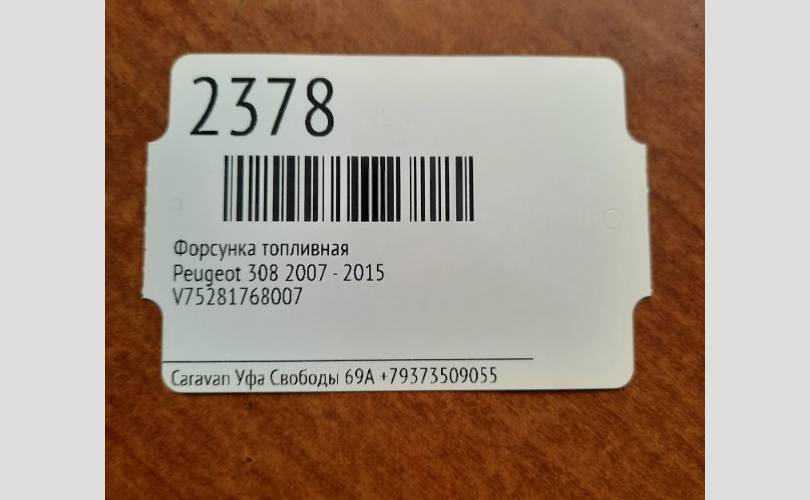 2378
Форсунка топливная
Peugeot 308 2007 - 2015
V75281768007
Caravan Уфа Свободы 69А +79373509055